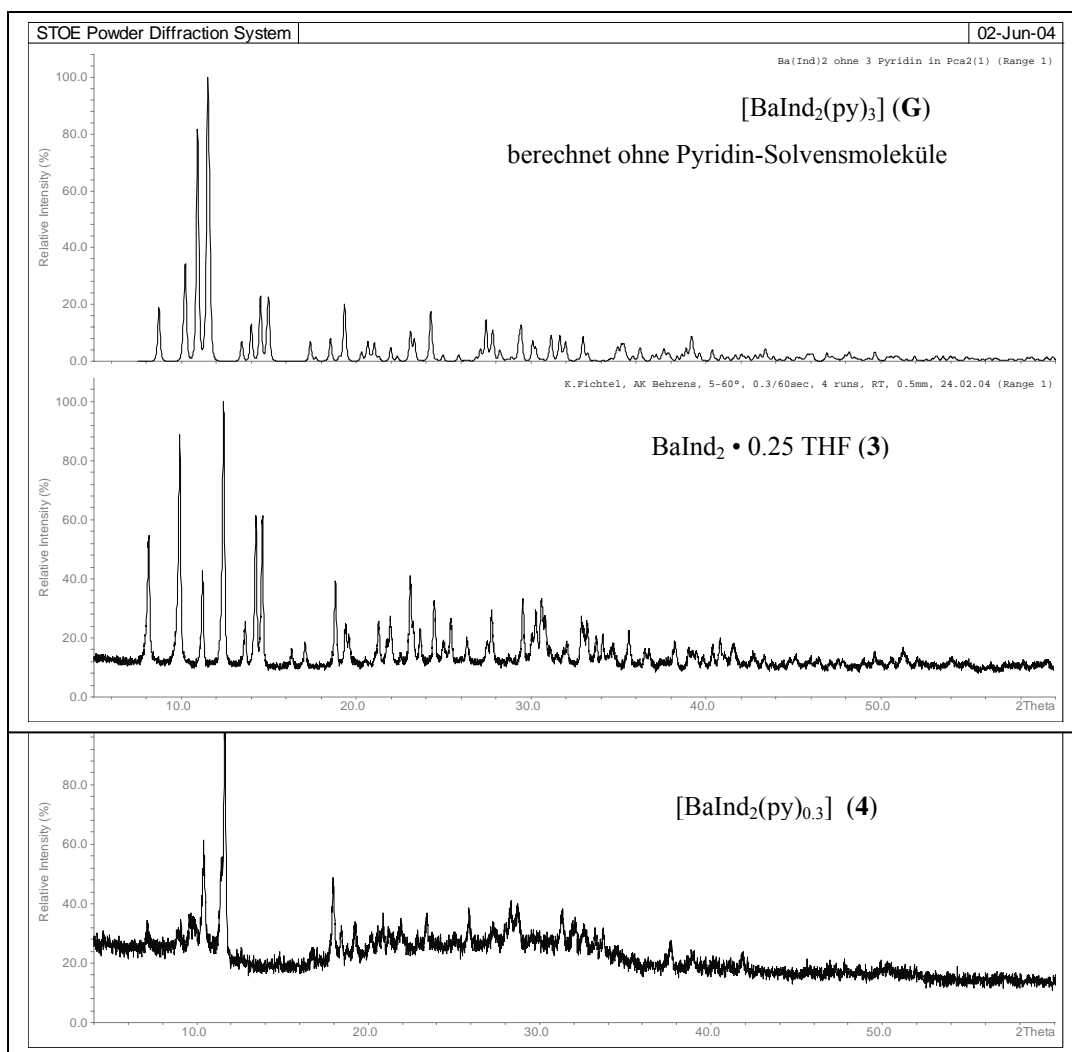 STOE Powder Diffraction System 02-Jun-04
Ba(Ind)2 ohne 3 Pyridin in Pca2(1) (Range 1)
[BaInd₂(py)₃] (G)
berechnet ohne Pyridin-Solvensmoleküle
Relative Intensity (%)
100.0
80.0
60.0
40.0
20.0
0.0
K.Fichtel, AK Behrens, 5-60º, 0.3/60sec, 4 runs, RT, 0.5mm, 24.02.04 (Range 1)
BaInd₂ • 0.25 THF (3)
Relative Intensity (%)
100.0
80.0
60.0
40.0
20.0
0.0
10.0 20.0 30.0 40.0 50.0 2Theta
[BaInd₂(py)₀.₃] (4)
Relative Intensity (%)
80.0
60.0
40.0
20.0
0.0
10.0 20.0 30.0 40.0 50.0 2Theta